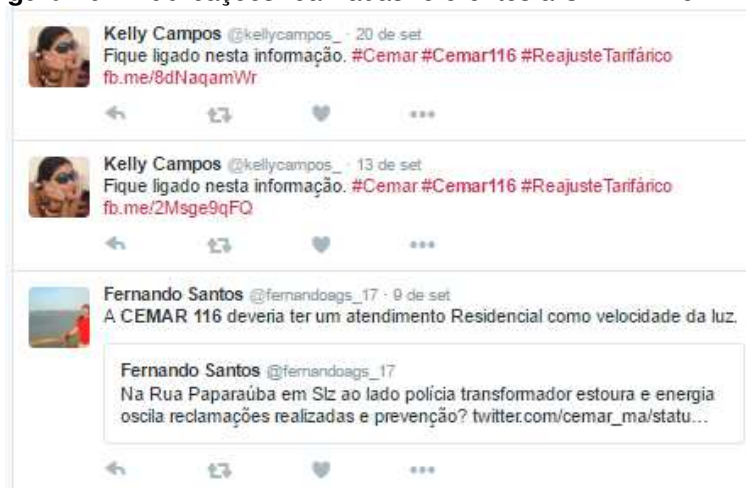 Kelly Campos @kellycampos_ · 20 de set
Fique ligado nesta informação. #Cemar #Cemar116 #ReajusteTarifárico
fb.me/8dNaqamWr
Kelly Campos @kellycampos_ · 13 de set
Fique ligado nesta informação. #Cemar #Cemar116 #ReajusteTarifárico
fb.me/2Msge9qFQ
Fernando Santos @fernandoags_17 · 9 de set
A CEMAR 116 deveria ter um atendimento Residencial como velocidade da luz.
Fernando Santos @fernandoags_17
Na Rua Paparaúba em Slz ao lado polícia transformador estoura e energia
oscila reclamações realizadas e prevenção? twitter.com/cemar_ma/statu...